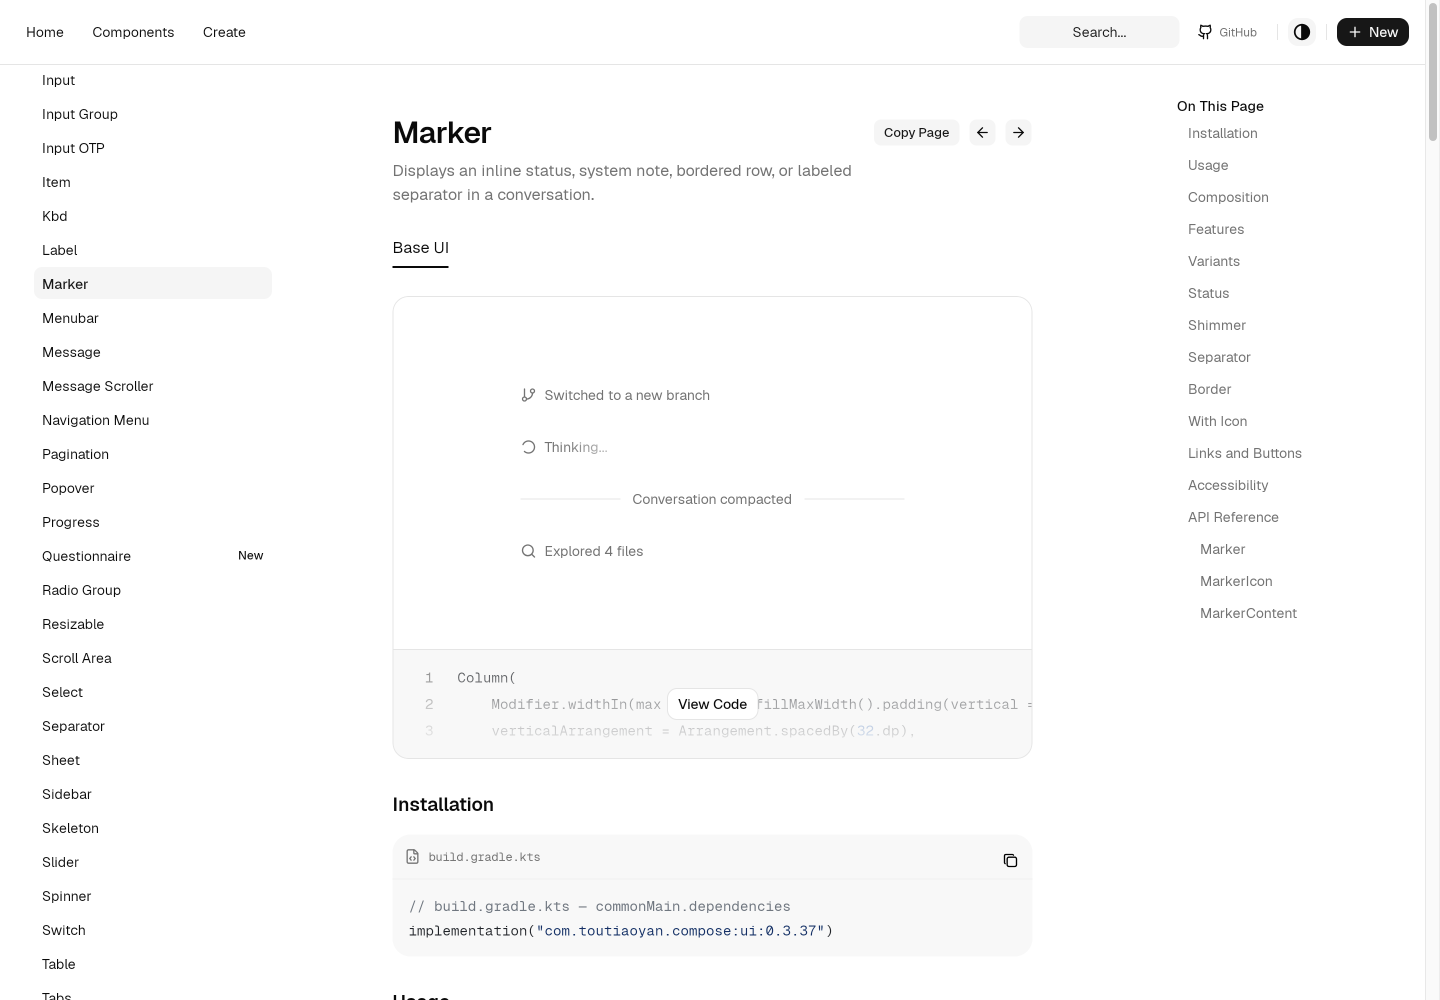 Home
Components
Create
Search...
GitHub
New
Input
Input Group
Input OTP
Item
Kbd
Label
Marker
Menubar
Message
Message Scroller
Navigation Menu
Pagination
Popover
Progress
Questionnaire
New
Radio Group
Resizable
Scroll Area
Select
Separator
Sheet
Sidebar
Skeleton
Slider
Spinner
Switch
Table
Tabs
Marker
Copy Page
Displays an inline status, system note, bordered row, or labeled
separator in a conversation.
Base UI
Switched to a new branch
Thinking...
Conversation compacted
Explored 4 files
1 Column(
2 Modifier.widthIn(max fillMaxWidth().padding(vertical =
View Code
3 verticalArrangement = Arrangement.spacedBy(32.dp),
Installation
build.gradle.kts
// build.gradle.kts — commonMain.dependencies
implementation("com.toutiaoyan.compose:ui:0.3.37")
Usage
On This Page
Installation
Usage
Composition
Features
Variants
Status
Shimmer
Separator
Border
With Icon
Links and Buttons
Accessibility
API Reference
Marker
MarkerIcon
MarkerContent